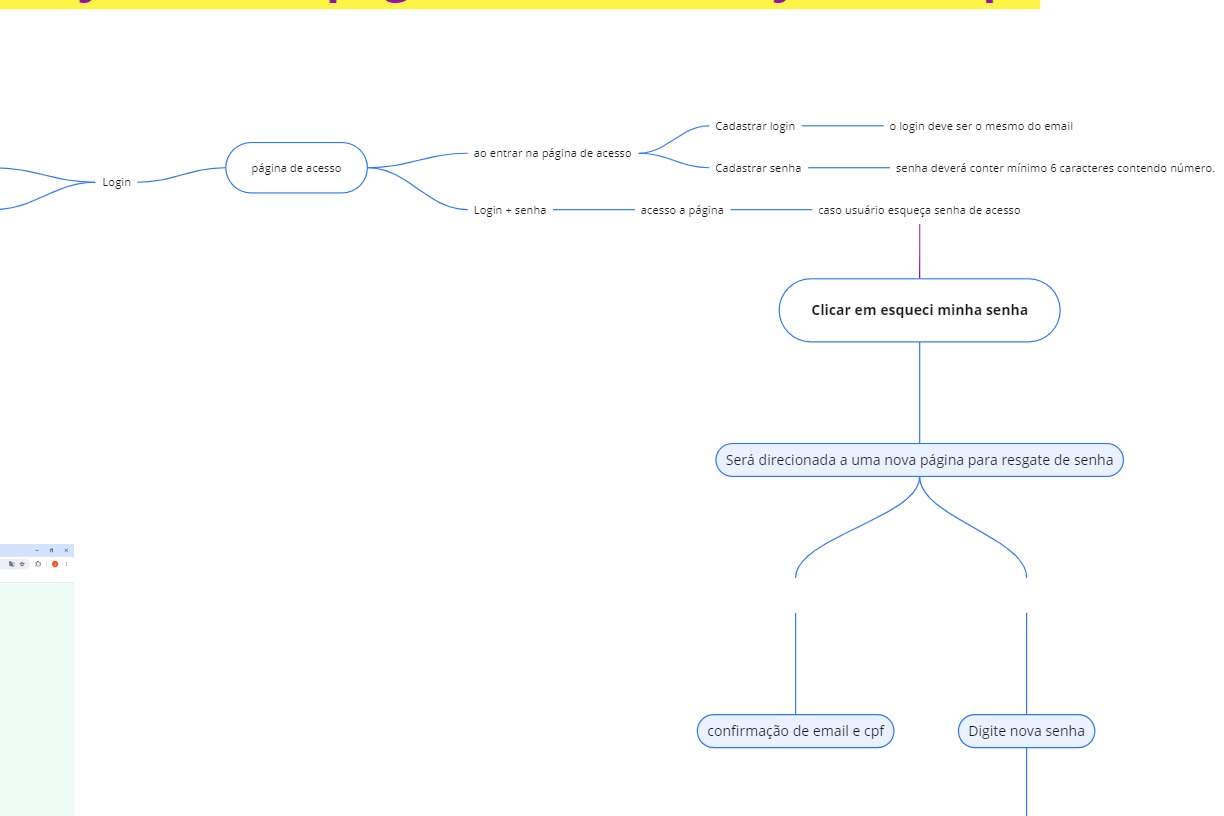 Login
página de acesso
ao entrar na página de acesso
Cadastrar login
o login deve ser o mesmo do email
Cadastrar senha
senha deverá conter mínimo 6 caracteres contendo número.
Login + senha
acesso a página
caso usuário esqueça senha de acesso
Clicar em esqueci minha senha
Será direcionada a uma nova página para resgate de senha
confirmação de email e cpf
Digite nova senha